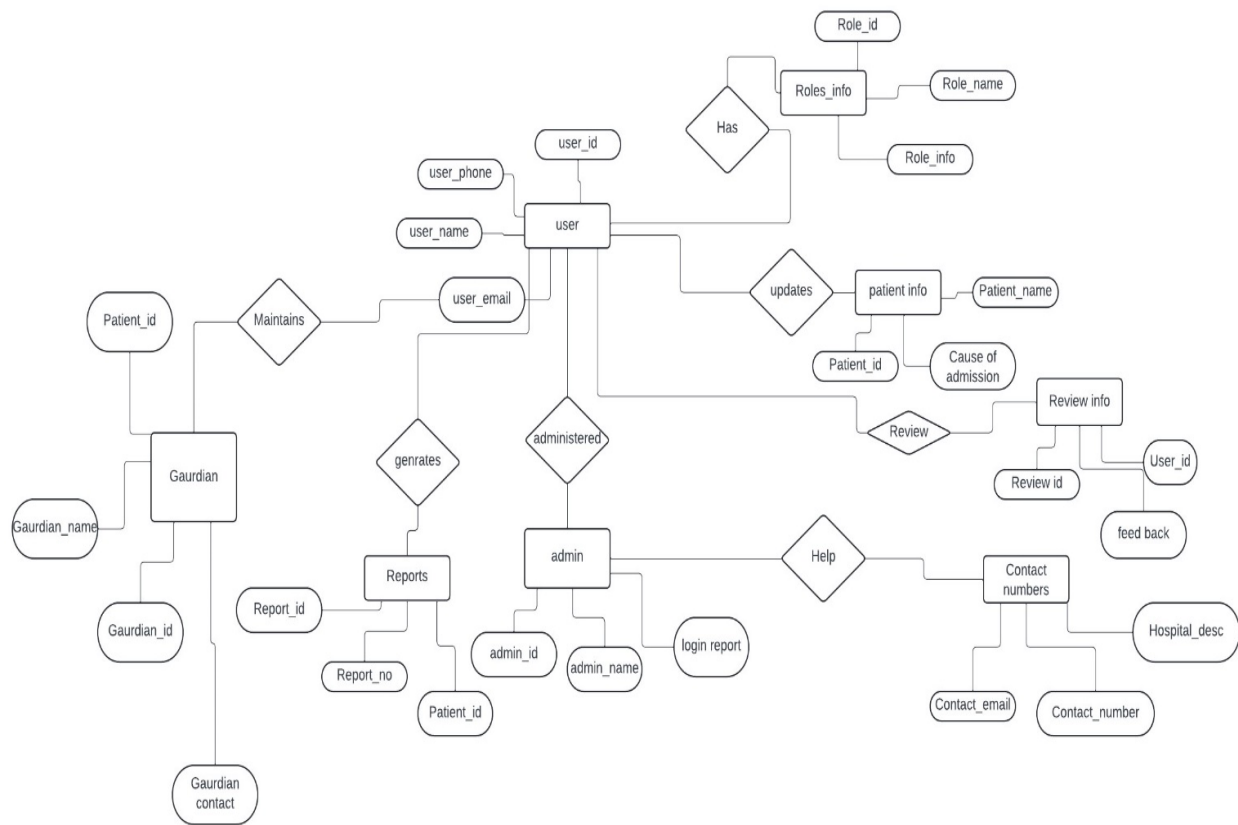 Role_id
Roles_info
Role_name
Has
Role_info
user_id
user_phone
user
user_name
user_email
updates
patient info
Patient_name
Patient_id
Cause of
admission
Patient_id
Maintains
Review info
Review
User_id
Review id
feed back
administered
genrates
Gaurdian
Gaurdian_name
Gaurdian_id
Gaurdian
contact
Reports
Report_id
Report_no
Patient_id
admin
admin_id
admin_name
login report
Help
Contact
numbers
Hospital_desc
Contact_email
Contact_number